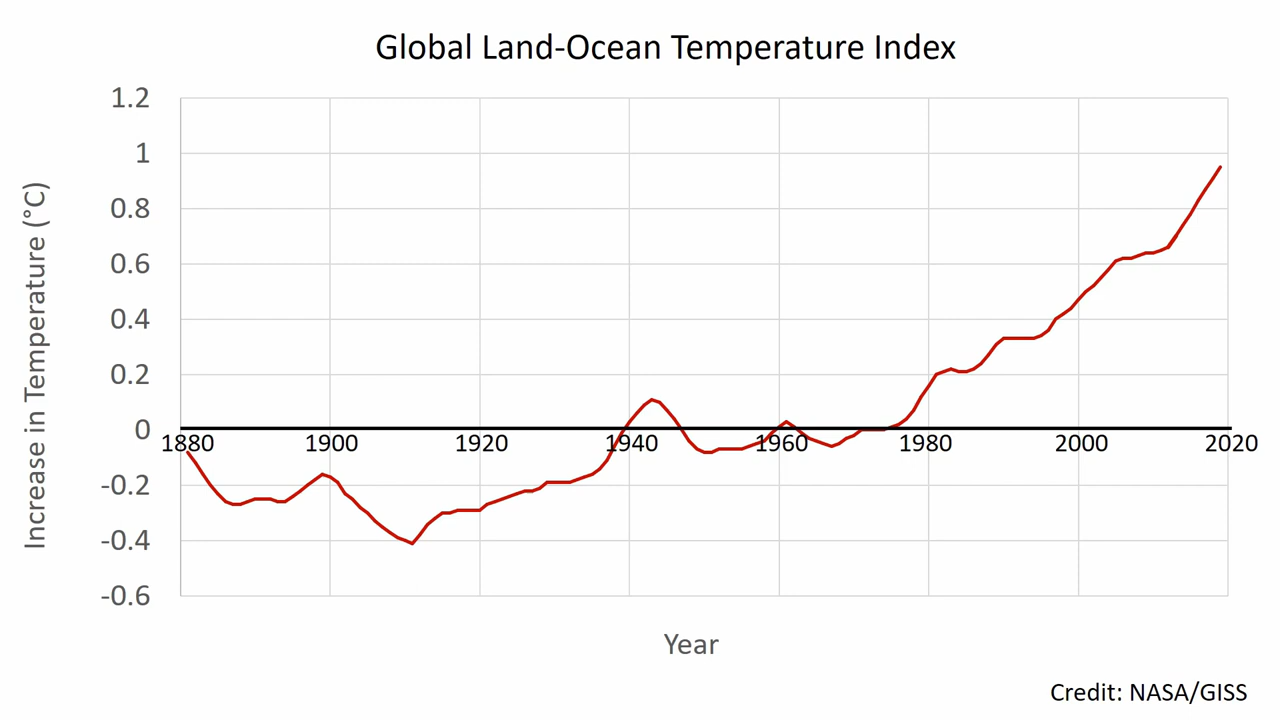 Global Land-Ocean Temperature Index
Increase in Temperature (°C)
1.2
1
0.8
0.6
0.4
0.2
0
-0.2
-0.4
-0.6
1880 1900 1920 1940 1960 1980 2000 2020
Year
Credit: NASA/GISS